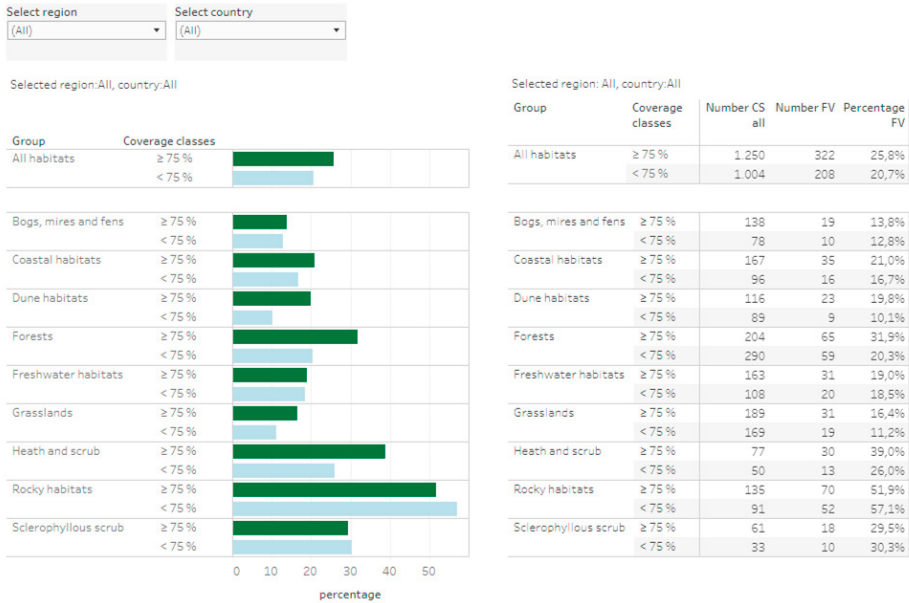 Select region
Select country
(All)
(All)
Selected region:All, country:All
Group Coverage classes
All habitats ≥ 75 %
< 75 %
Bogs, mires and fens ≥ 75 %
< 75 %
Coastal habitats ≥ 75 %
< 75 %
Dune habitats ≥ 75 %
< 75 %
Forests ≥ 75 %
< 75 %
Freshwater habitats ≥ 75 %
< 75 %
Grasslands ≥ 75 %
< 75 %
Heath and scrub ≥ 75 %
< 75 %
Rocky habitats ≥ 75 %
< 75 %
Sclerophyllous scrub ≥ 75 %
< 75 %
0 10 20 30 40 50
percentage
Selected region: All, country:All
Group Coverage Number CS Number FV Percentage
classes all FV
All habitats ≥ 75 % 1.250 322 25,8%
< 75 % 1.004 208 20,7%
Bogs, mires and fens ≥ 75 % 138 19 13,8%
< 75 % 78 10 12,8%
Coastal habitats ≥ 75 % 167 35 21,0%
< 75 % 96 16 16,7%
Dune habitats ≥ 75 % 116 23 19,8%
< 75 % 89 9 10,1%
Forests ≥ 75 % 204 65 31,9%
< 75 % 290 59 20,3%
Freshwater habitats ≥ 75 % 163 31 19,0%
< 75 % 108 20 18,5%
Grasslands ≥ 75 % 189 31 16,4%
< 75 % 169 19 11,2%
Heath and scrub ≥ 75 % 77 30 39,0%
< 75 % 50 13 26,0%
Rocky habitats ≥ 75 % 135 70 51,9%
< 75 % 91 52 57,1%
Sclerophyllous scrub ≥ 75 % 61 18 29,5%
< 75 % 33 10 30,3%